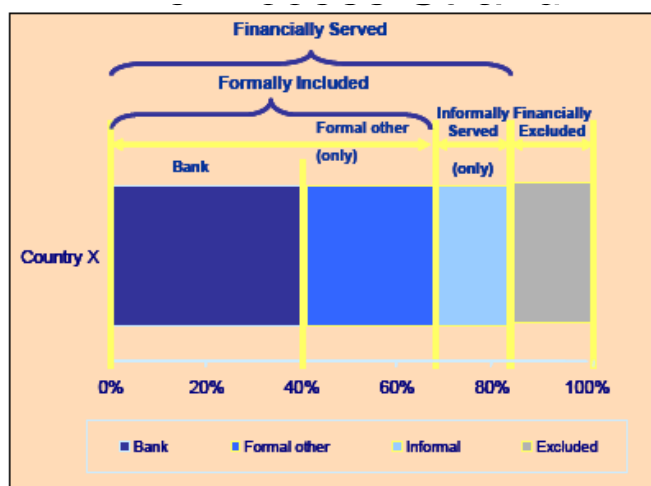 Financially Served
Formally Included
Informally Financially
Formal other Served Excluded
(only)
Bank (only)
Country X
0% 20% 40% 60% 80% 100%
Bank Formal other Informal Excluded